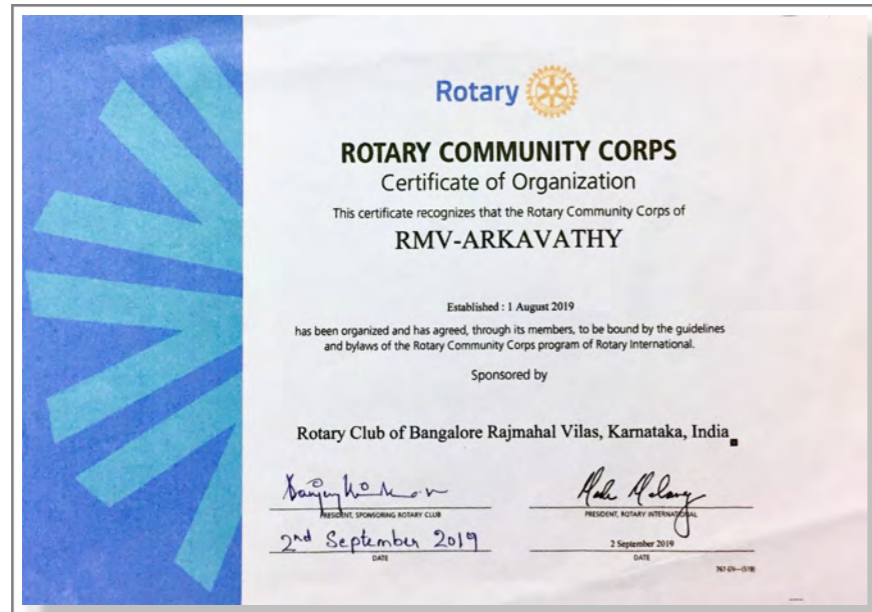 Rotary
ROTARY COMMUNITY CORPS
Certificate of Organization
This certificate recognizes that the Rotary Community Corps of
RMV-ARKAVATHY
Established : 1 August 2019
has been organized and has agreed, through its members, to be bound by the guidelines
and bylaws of the Rotary Community Corps program of Rotary International.
Sponsored by
Rotary Club of Bangalore Rajmahal Vilas, Karnataka, India
PRESIDENT, SPONSORING ROTARY CLUB
PRESIDENT, ROTARY INTERNATIONAL
2nd September 2019
2 September 2019
DATE
DATE